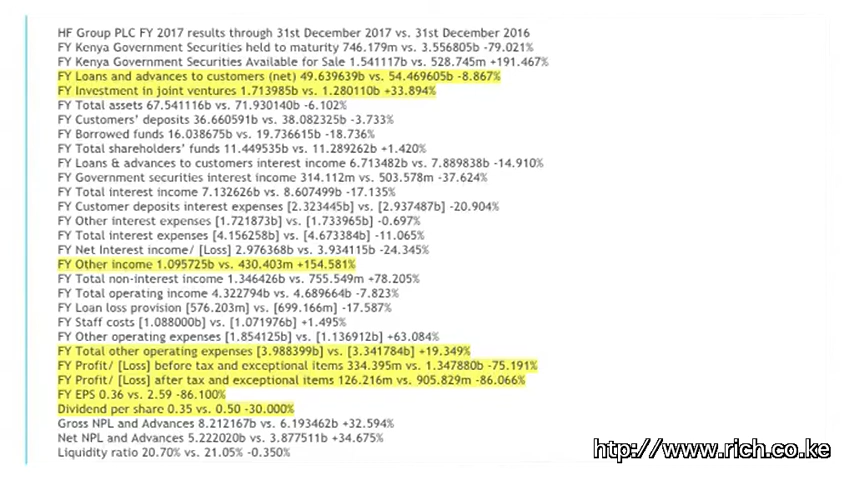 HF Group PLC FY 2017 results through 31st December 2017 vs. 31st December 2016
FY Kenya Government Securities held to maturity 746.179m vs. 3.556805b -79.021%
FY Kenya Government Securities Available for Sale 1.541117b vs. 528.745m +191.467%
FY Loans and advances to customers (net) 49.639639b vs. 54.469605b -8.867%
FY Investment in joint ventures 1.713985b vs. 1.280110b +33.894%
FY Total assets 67.541116b vs. 71.930140b -6.102%
FY Customers’ deposits 36.660591b vs. 38.082325b -3.733%
FY Borrowed funds 16.038675b vs. 19.736615b -18.736%
FY Total shareholders’ funds 11.449535b vs. 11.289262b +1.420%
FY Loans & advances to customers interest income 6.713482b vs. 7.889838b -14.910%
FY Government securities interest income 314.112m vs. 503.578m -37.624%
FY Total interest income 7.132626b vs. 8.607499b -17.135%
FY Customer deposits interest expenses [2.323445b] vs. [2.937487b] -20.904%
FY Other interest expenses [1.721873b] vs. [1.733965b] -0.697%
FY Total interest expenses [4.156258b] vs. [4.673384b] -11.065%
FY Net Interest income/ [Loss] 2.976368b vs. 3.934115b -24.345%
FY Other income 1.095725b vs. 430.403m +154.581%
FY Total non-interest income 1.346426b vs. 755.549m +78.205%
FY Total operating income 4.322794b vs. 4.689664b -7.823%
FY Loan loss provision [576.203m] vs. [699.166m] -17.587%
FY Staff costs [1.088000b] vs. [1.071976b] +1.495%
FY Other operating expenses [1.854125b] vs. [1.136912b] +63.084%
FY Total other operating expenses [3.988399b] vs. [3.341784b] +19.349%
FY Profit/ [Loss] before tax and exceptional items 334.395m vs. 1.347880b -75.191%
FY Profit/ [Loss] after tax and exceptional items 126.216m vs. 905.829m -86.066%
FY EPS 0.36 vs. 2.59 -86.100%
Dividend per share 0.35 vs. 0.50 -30.000%
Gross NPL and Advances 8.212167b vs. 6.193462b +32.594%
Net NPL and Advances 5.222020b vs. 3.877511b +34.675%
Liquidity ratio 20.70% vs. 21.05% -0.350%
htp://www.rich.co.ke